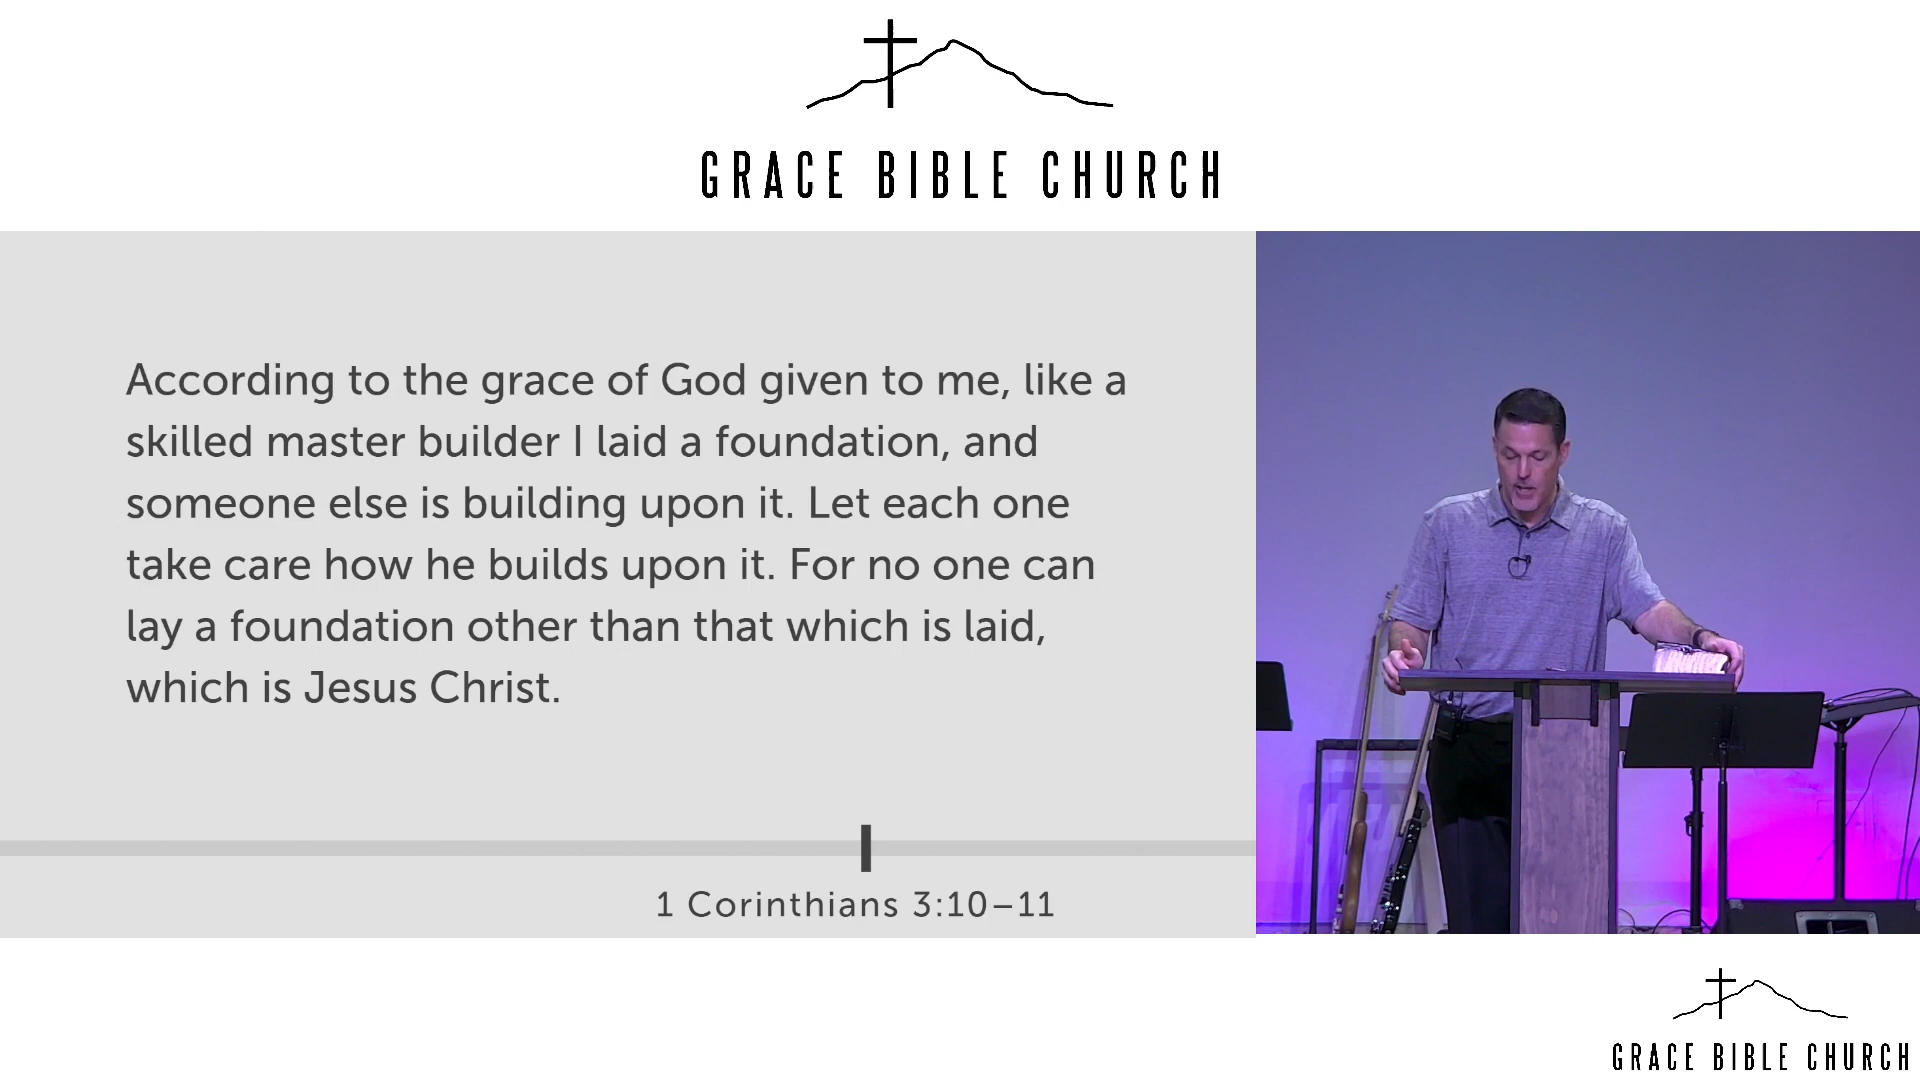 GRACE BIBLE CHURCH
According to the grace of God given to me, like a
skilled master builder I laid a foundation, and
someone else is building upon it. Let each one
take care how he builds upon it. For no one can
lay a foundation other than that which is laid,
which is Jesus Christ.
1 Corinthians 3:10–11
GRACE BIBLE CHURCH